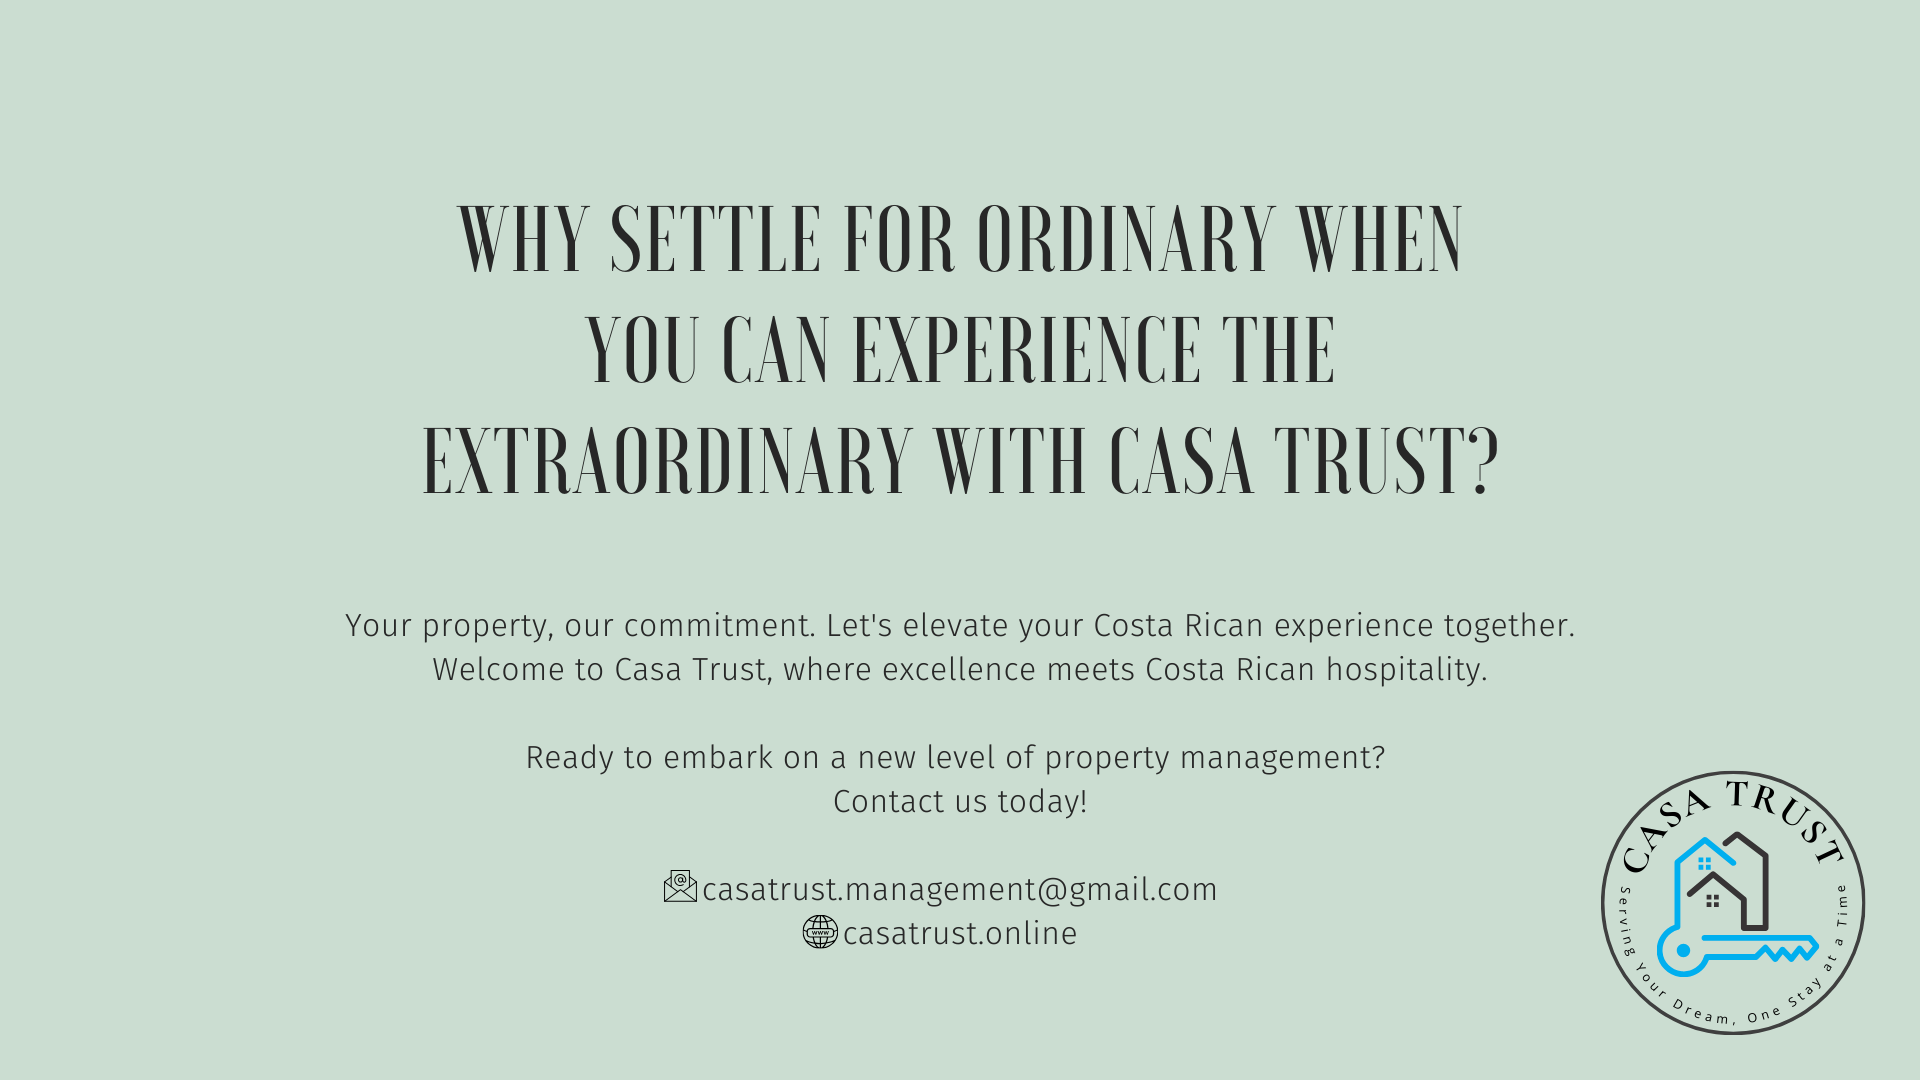 WHY SETTLE FOR ORDINARY WHEN
YOU CAN EXPERIENCE THE
EXTRAORDINARY WITH CASA TRUST?
Your property, our commitment. Let's elevate your Costa Rican experience together.
Welcome to Casa Trust, where excellence meets Costa Rican hospitality.
Ready to embark on a new level of property management?
Contact us today!
@ casatrust.management@gmail.com
www casatrust.online
CASA TRUST
Serving Your Dream, One Stay at a Time